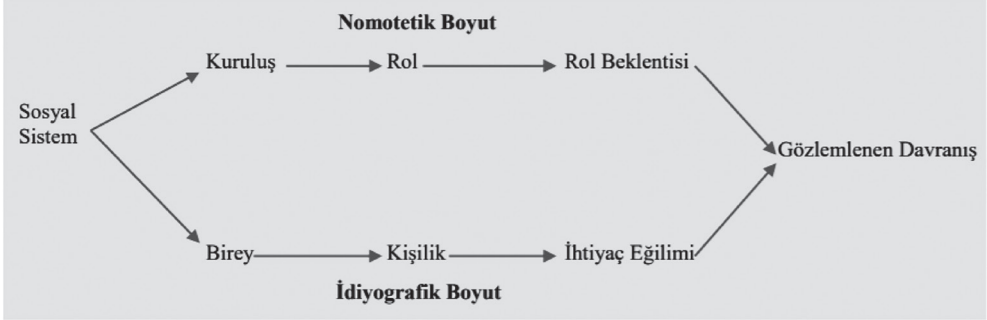 Nomotetik Boyut
Kuruluş Rol Rol Beklentisi
Sosyal
Sistem
Gözlemlenen Davranış
Birey Kişilik İhtiyaç Eğilimi
İdiyografik Boyut